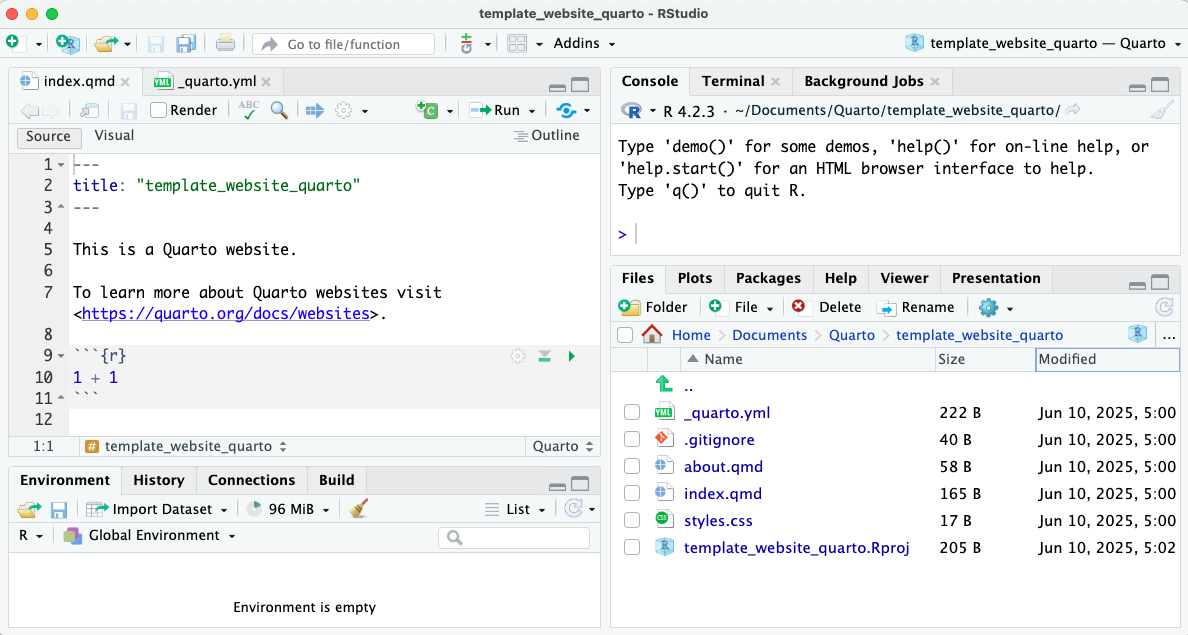 template_website_quarto - RStudio
Go to file/function
Addins
template_website_quarto — Quarto
index.qmd
YML _quarto.yml
Render
ABC
C
Run
Source
Visual
Outline
1 ---
2 title: "template_website_quarto"
3 ---
4
5 This is a Quarto website.
6
7 To learn more about Quarto websites visit
<https://quarto.org/docs/websites>.
8
9 ```{r}
10 1 + 1
11 ```
12
1:1
# template_website_quarto
Quarto
Environment History Connections Build
Import Dataset
96 MiB
List
R
Global Environment
Environment is empty
Console Terminal Background Jobs
R R 4.2.3 · ~/Documents/Quarto/template_website_quarto/
Type 'demo()' for some demos, 'help()' for on-line help, or
'help.start()' for an HTML browser interface to help.
Type 'q()' to quit R.
>
Files Plots Packages Help Viewer Presentation
Folder File Delete Rename
Home Documents Quarto template_website_quarto R ...
Name Size Modified
..
YML _quarto.yml 222 B Jun 10, 2025, 5:00
.gitignore 40 B Jun 10, 2025, 5:00
about.qmd 58 B Jun 10, 2025, 5:00
index.qmd 165 B Jun 10, 2025, 5:00
CSS styles.css 17 B Jun 10, 2025, 5:00
R template_website_quarto.Rproj 205 B Jun 10, 2025, 5:02